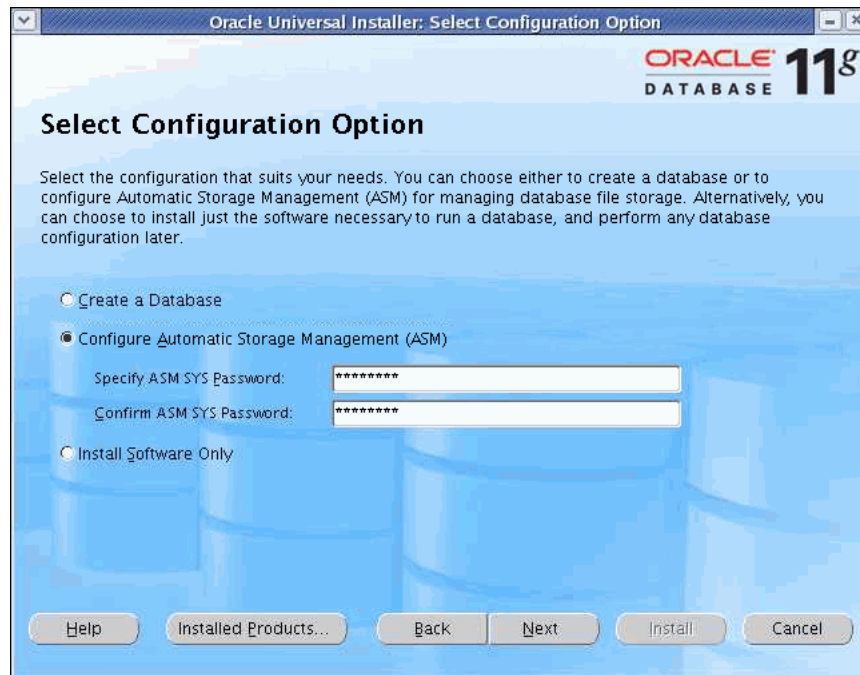 Oracle Universal Installer: Select Configuration Option
ORACLE 11g
DATABASE
Select Configuration Option
Select the configuration that suits your needs. You can choose either to create a database or to
configure Automatic Storage Management (ASM) for managing database file storage. Alternatively, you
can choose to install just the software necessary to run a database, and perform any database
configuration later.
Create a Database
Configure Automatic Storage Management (ASM)
Specify ASM SYS Password: ********
Confirm ASM SYS Password: ********
Install Software Only
Help Installed Products... Back Next Install Cancel